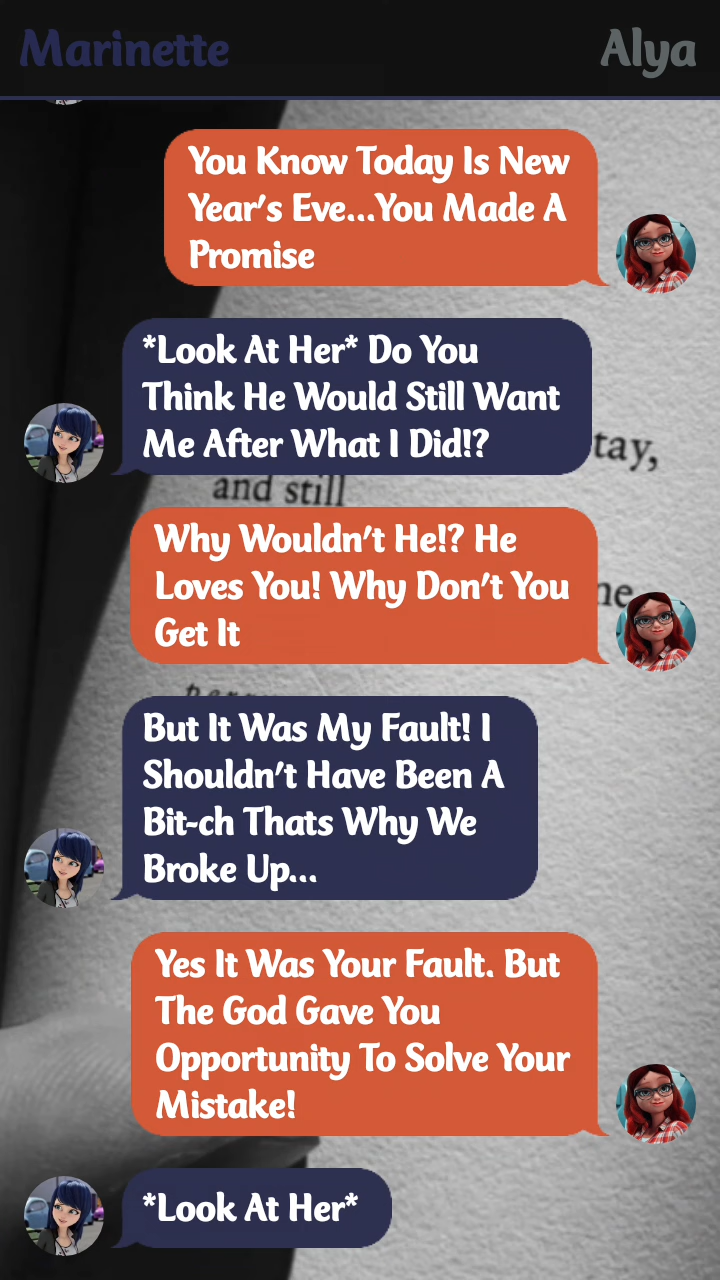 Marinette
Alya
You Know Today Is New
Year's Eve...You Made A
Promise
*Look At Her* Do You
Think He Would Still Want
Me After What I Did!?
tay,
and still
Why Wouldn't He!? He
Loves You! Why Don't You
Get It
ne
But It Was My Fault! I
Shouldn't Have Been A
Bit-ch Thats Why We
Broke Up...
Yes It Was Your Fault. But
The God Gave You
Opportunity To Solve Your
Mistake!
*Look At Her*